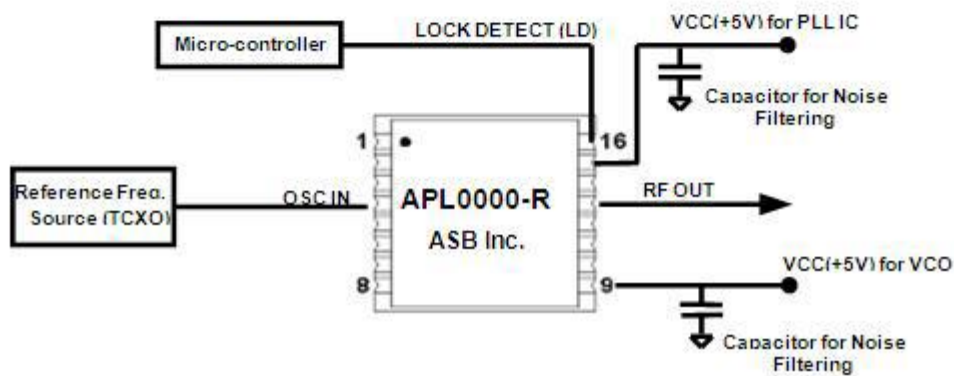 VCC(+5V) for PLL IC
LOCK DETECT (LD)
Micro-controller
Capacitor for Noise
Filtering
1
16
Reference Freq.
Source (TCXO)
OSC IN
APL0000-R
RF OUT
ASB Inc.
VCC(+5V) for VCO
8
9
Capacitor for Noise
Filtering